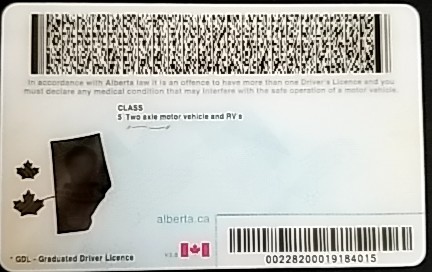 In accordance with Alberta law it is an offence to have more than one Driver's Licence and you
must declare any medical condition that may interfere with the safe operation of a motor vehicle.
CLASS
5 Two axle motor vehicle and RV's
alberta.ca
* GDL - Graduated Driver Licence
00228200019184015